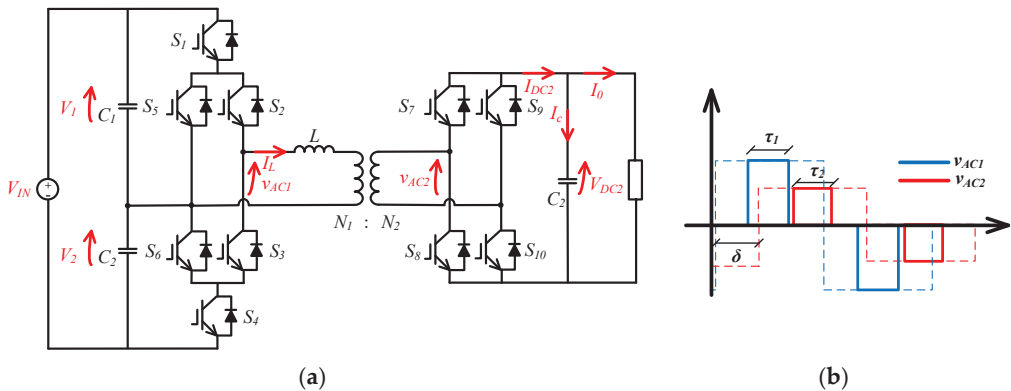 S1
V1
C1
S5
S2
S7
S9
IDC2
I0
Ic
L
IL
vAC1
vAC2
VIN
C2
VDC2
N1 : N2
V2
C2
S6
S3
S8
S10
S4
(a)
τ1
τ2
vAC1
vAC2
δ
(b)